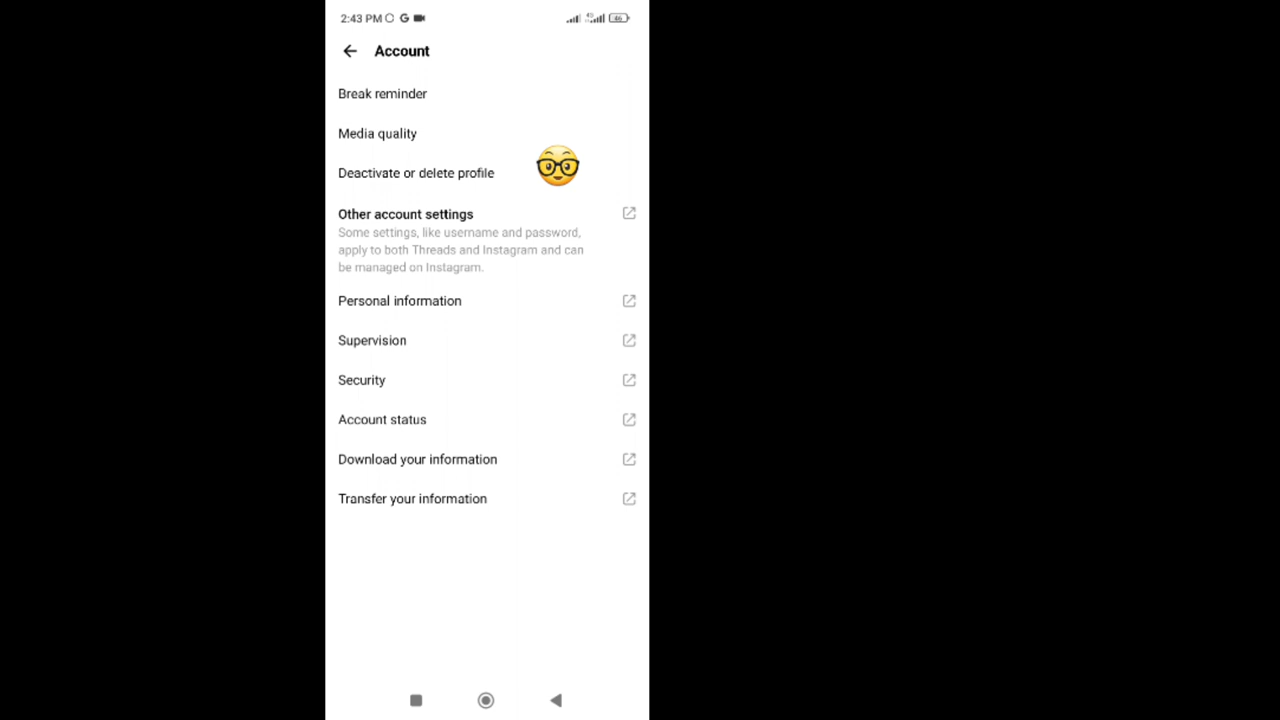 2:43 PM
Account
Break reminder
Media quality
Deactivate or delete profile
Other account settings
Some settings, like username and password,
apply to both Threads and Instagram and can
be managed on Instagram.
Personal information
Supervision
Security
Account status
Download your information
Transfer your information